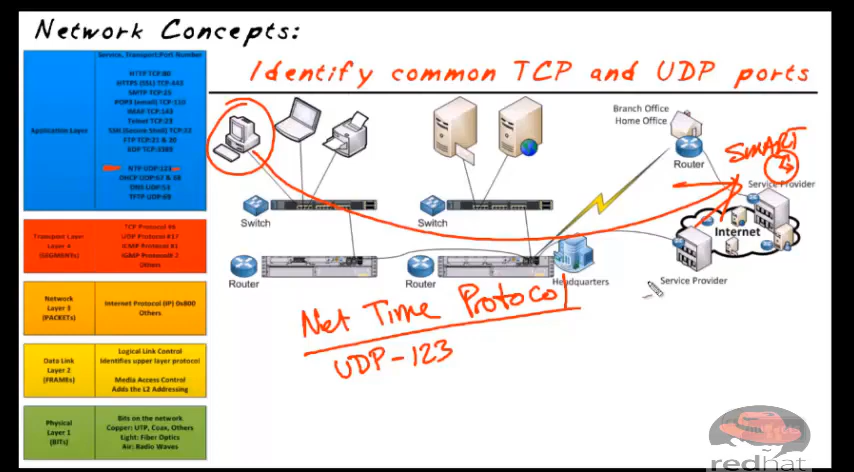 Network Concepts:
Identify common TCP and UDP ports
Service, Transport:Port Number
HTTP TCP:80
HTTPS (SSL) TCP:443
SMTP TCP:25
POP3 (email) TCP:110
IMAP TCP:143
Telnet TCP:23
SSH (Secure Shell) TCP:22
FTP TCP:21 & 20
RDP TCP:3389
NTP UDP:123
DHCP UDP:67 & 68
DNS UDP:53
TFTP UDP:69
Application Layer
Transport Layer
Layer 4
(SEGMENTS)
TCP Protocol #6
UDP Protocol #17
ICMP Protocol #1
IGMP Protocol# 2
Others
Network
Layer 3
(PACKETS)
Internet Protocol (IP) 0x800
Others
Data Link
Layer 2
(FRAMES)
Logical Link Control
Identifies upper layer protocol
Media Access Control
Adds the L2 Addressing
Physical
Layer 1
(BITS)
Bits on the network
Copper: UTP, Coax, Others
Light: Fiber Optics
Air: Radio Waves
Branch Office
Home Office
Router
SMART
Service Provider
Switch
Switch
Internet
Router
Router
Headquarters
Service Provider
Net Time Protocol
UDP-123
redhat